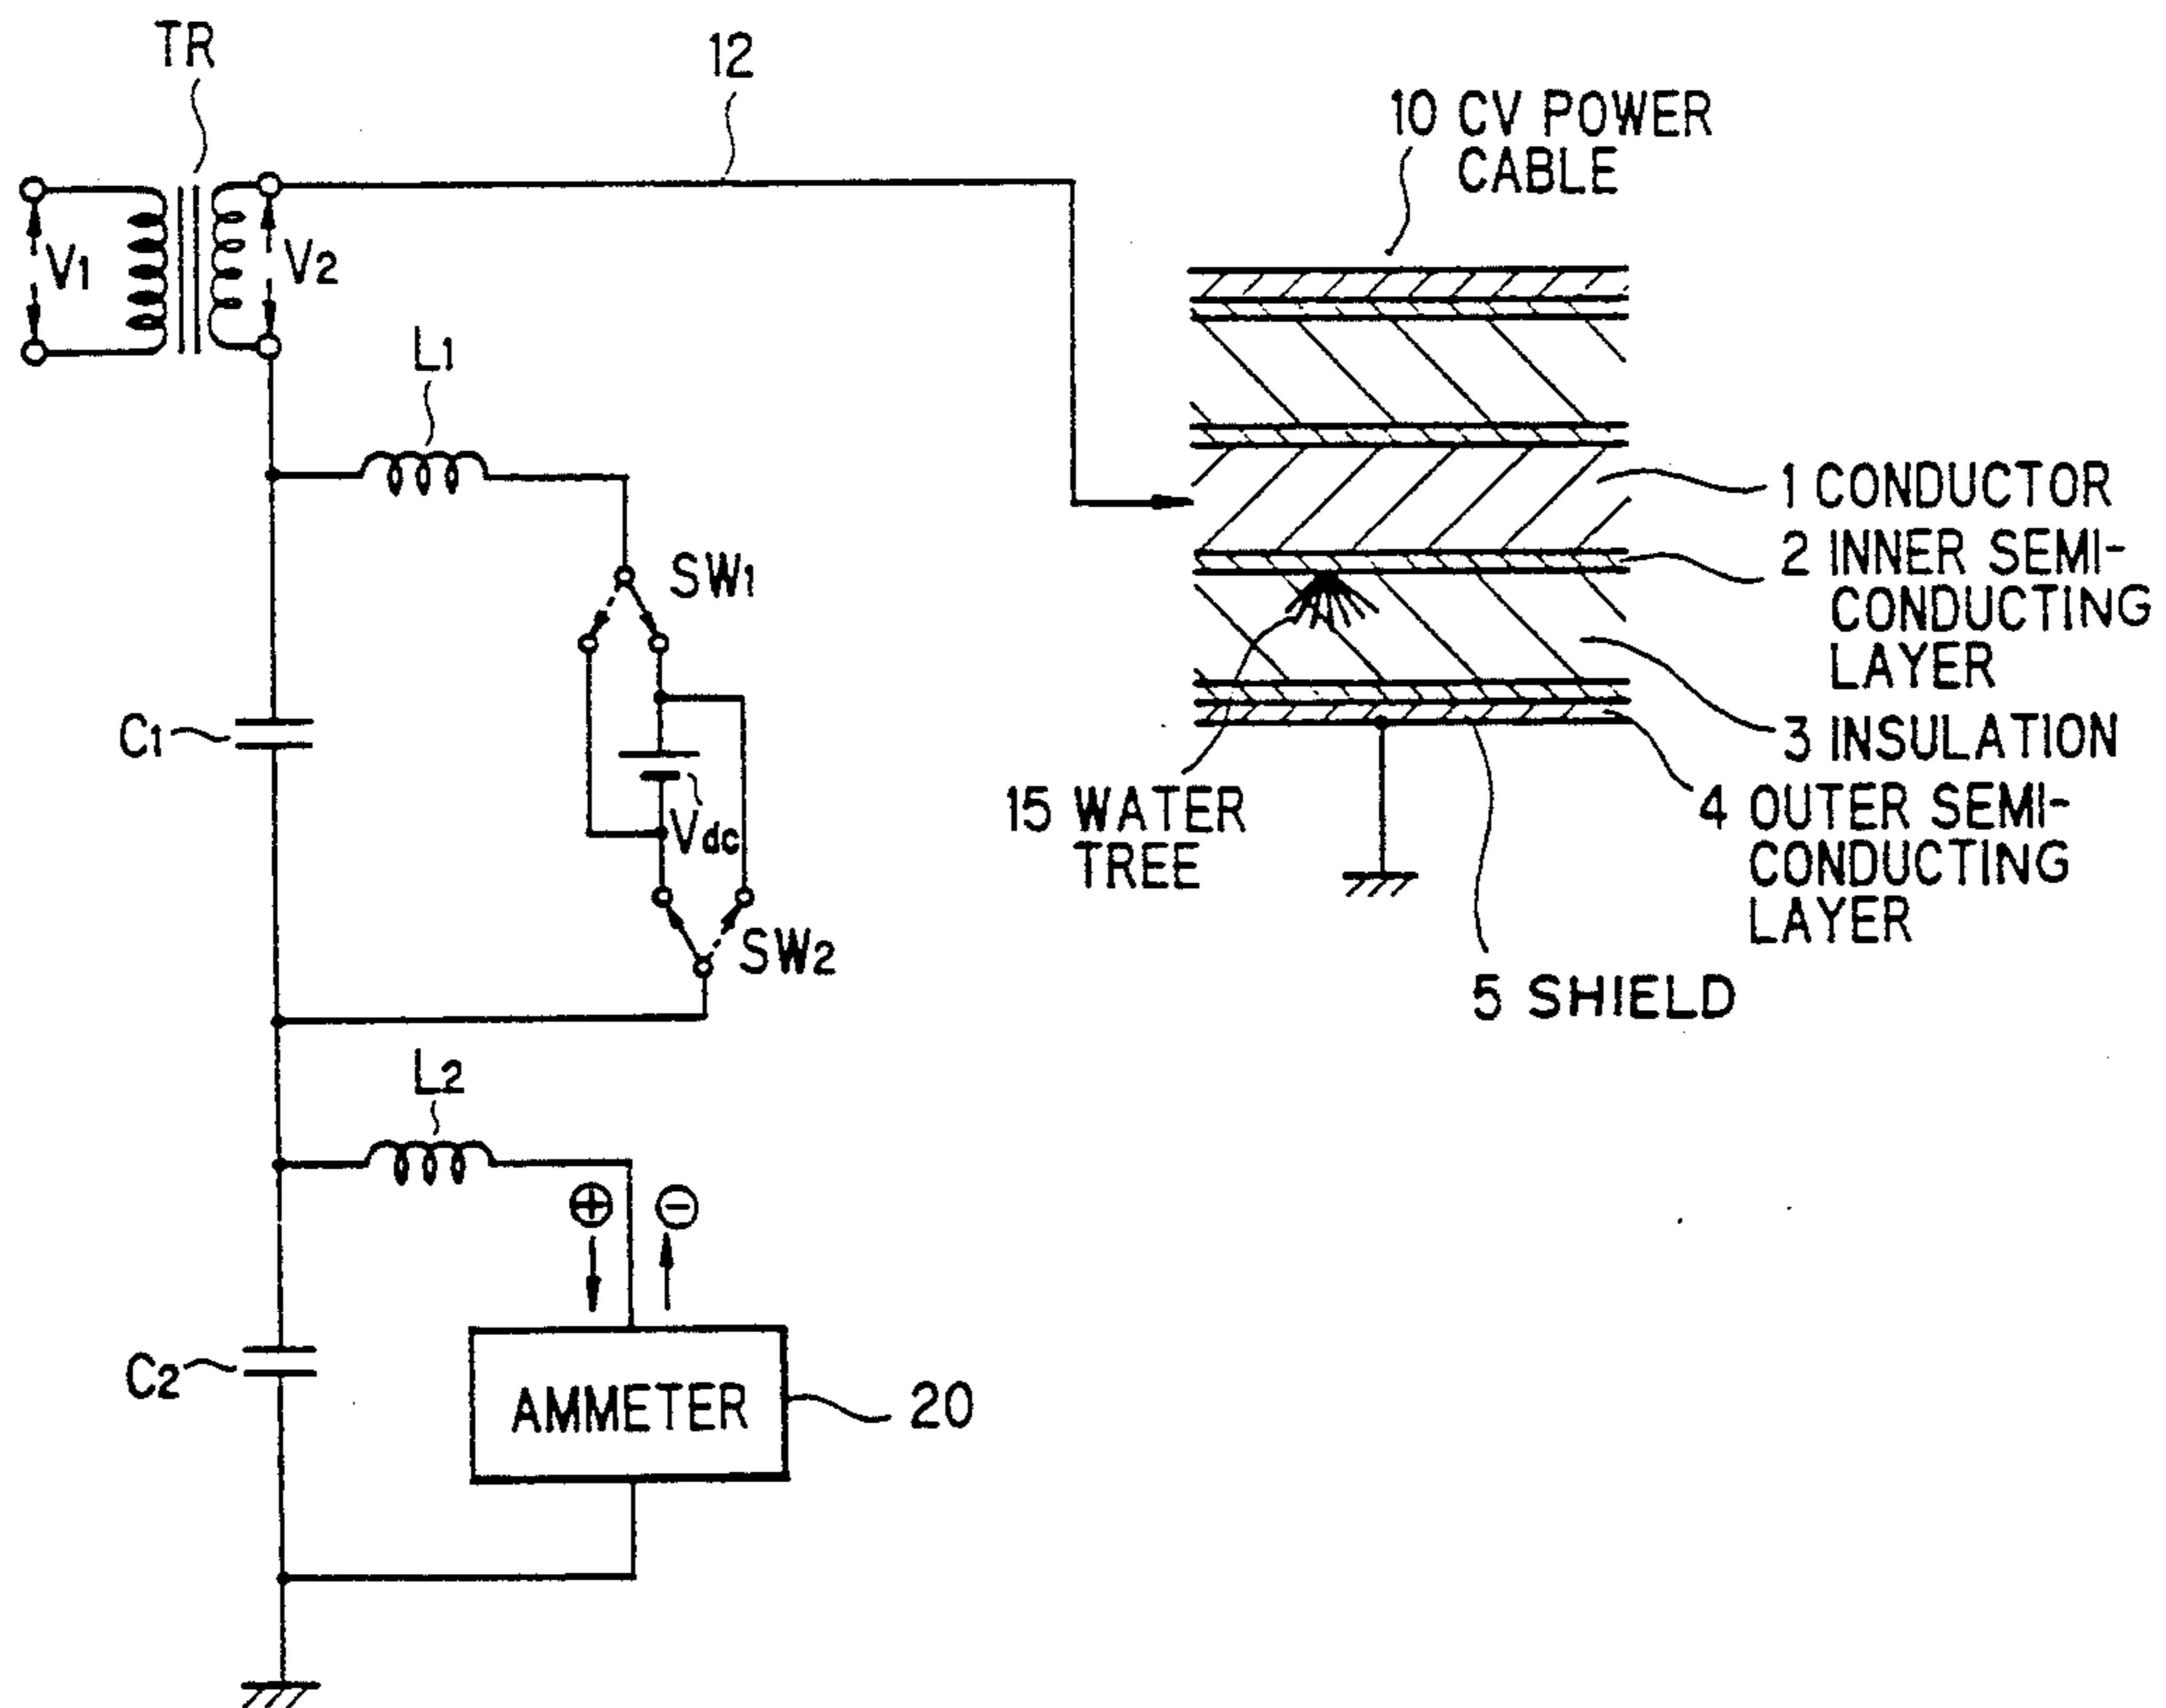 TR
12
10 CV POWER
CABLE
V1
V2
L1
1 CONDUCTOR
2 INNER SEMI-
CONDUCTING
LAYER
SW1
3 INSULATION
C1
Vdc
15 WATER
TREE
4 OUTER SEMI-
CONDUCTING
LAYER
SW2
5 SHIELD
L2
⊕ ⊖
C2
AMMETER
20